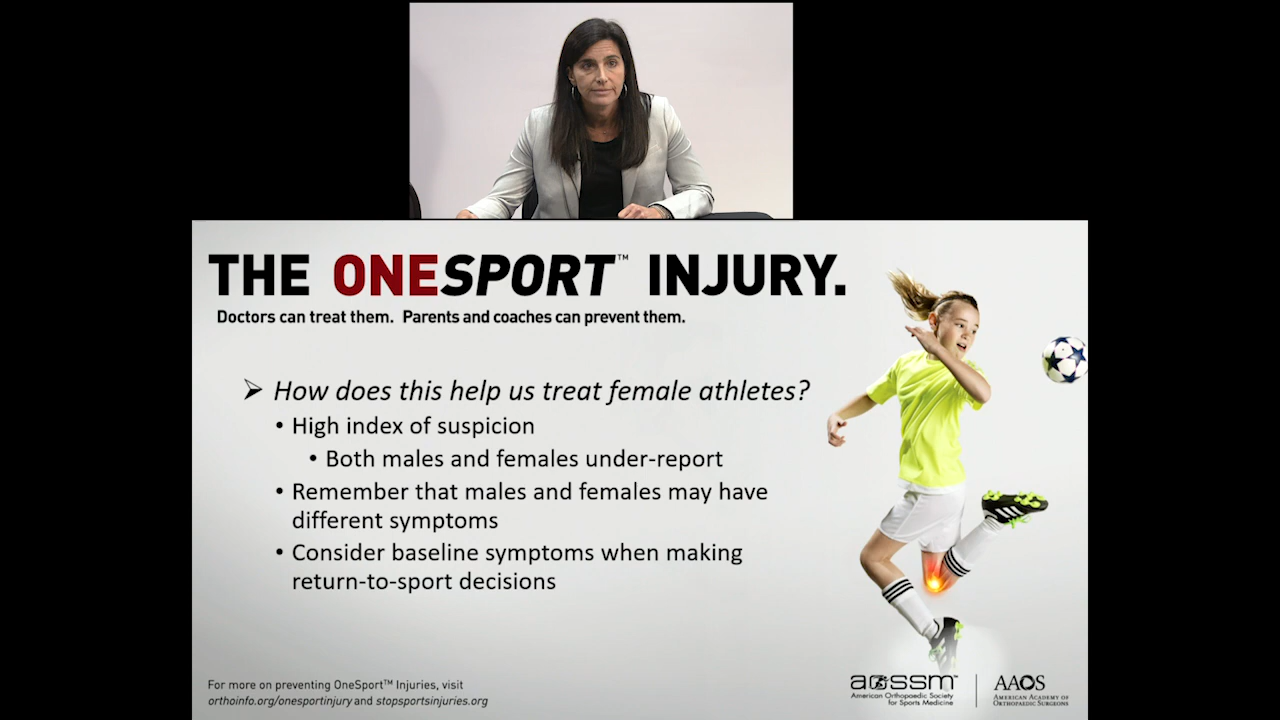 THE ONESPORT™ INJURY.
Doctors can treat them. Parents and coaches can prevent them.
➢ How does this help us treat female athletes?
• High index of suspicion
• Both males and females under-report
• Remember that males and females may have
different symptoms
• Consider baseline symptoms when making
return-to-sport decisions
For more on preventing OneSport™ Injuries, visit
orthoinfo.org/onesportinjury and stopsportsinjuries.org
aossm™
American Orthopaedic Society
for Sports Medicine
AAOS
AMERICAN ACADEMY OF
ORTHOPAEDIC SURGEONS